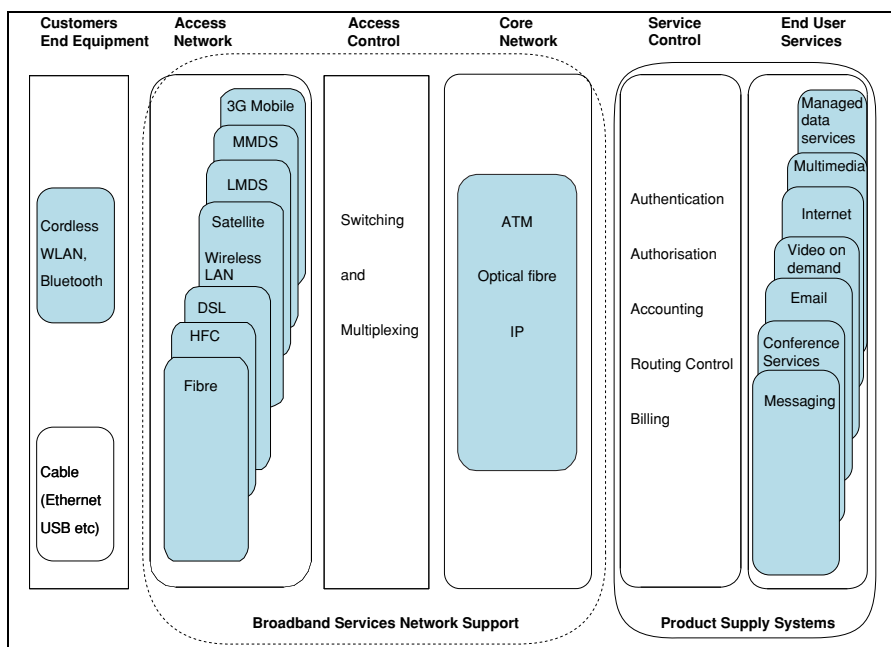 Customers
End Equipment
Access
Network
Access
Control
Core
Network
Service
Control
End User
Services
Cordless
WLAN,
Bluetooth
Cable
(Ethernet
USB etc)
3G Mobile
MMDS
LMDS
Satellite
Wireless
LAN
DSL
HFC
Fibre
Switching
and
Multiplexing
ATM
Optical fibre
IP
Authentication
Authorisation
Accounting
Routing Control
Billing
Managed
data
services
Multimedia
Internet
Video on
demand
Email
Conference
Services
Messaging
Broadband Services Network Support
Product Supply Systems